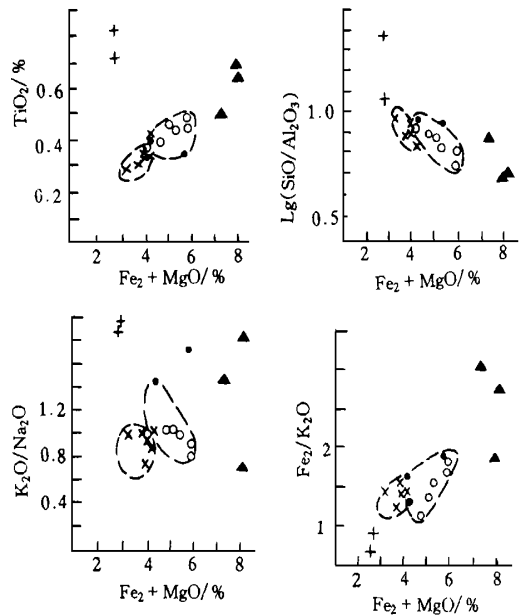 TiO₂/%
0.6
0.4
0.2
2 4 6 8
Fe₂ + MgO/%
Lg(SiO/Al₂O₃)
1.0
0.5
2 4 6 8
Fe₂ + MgO/%
K₂O/Na₂O
1.2
0.8
0.4
2 4 6 8
Fe₂ + MgO/%
Fe₂/K₂O
2
1
2 4 6 8
Fe₂ + MgO/%